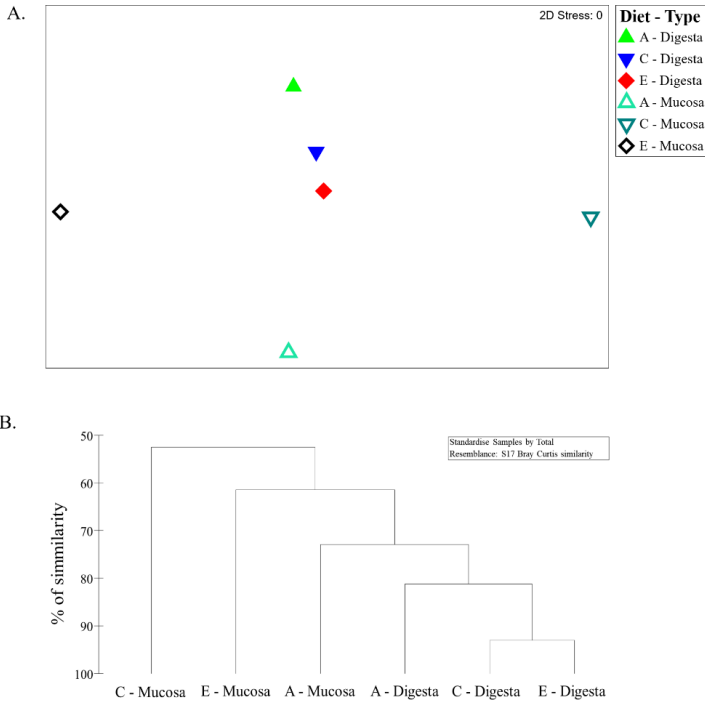 A.
2D Stress: 0
Diet - Type
A - Digesta
C - Digesta
E - Digesta
A - Mucosa
C - Mucosa
E - Mucosa
B.
Standardise Samples by Total
Resemblance: S17 Bray Curtis similarity
% of simmilarity
50
60
70
80
90
100
C - Mucosa E - Mucosa A - Mucosa A - Digesta C - Digesta E - Digesta